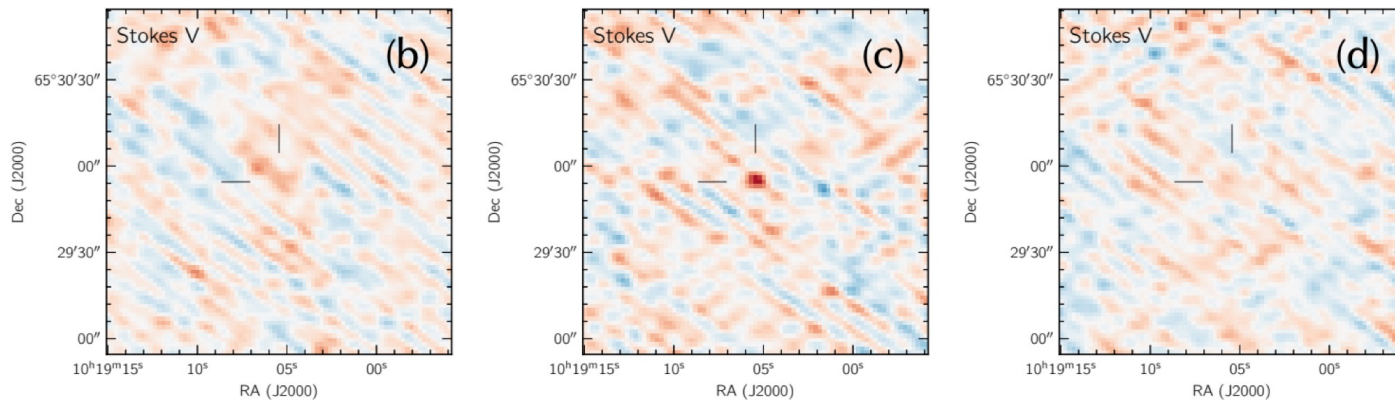 Stokes V (b)
65°30′30″
00″
29′30″
00″
Dec (J2000)
10ʰ19ᵐ15ˢ 10ˢ 05ˢ 00ˢ
RA (J2000)
Stokes V (c)
65°30′30″
00″
29′30″
00″
Dec (J2000)
10ʰ19ᵐ15ˢ 10ˢ 05ˢ 00ˢ
RA (J2000)
Stokes V (d)
65°30′30″
00″
29′30″
00″
Dec (J2000)
10ʰ19ᵐ15ˢ 10ˢ 05ˢ 00ˢ
RA (J2000)